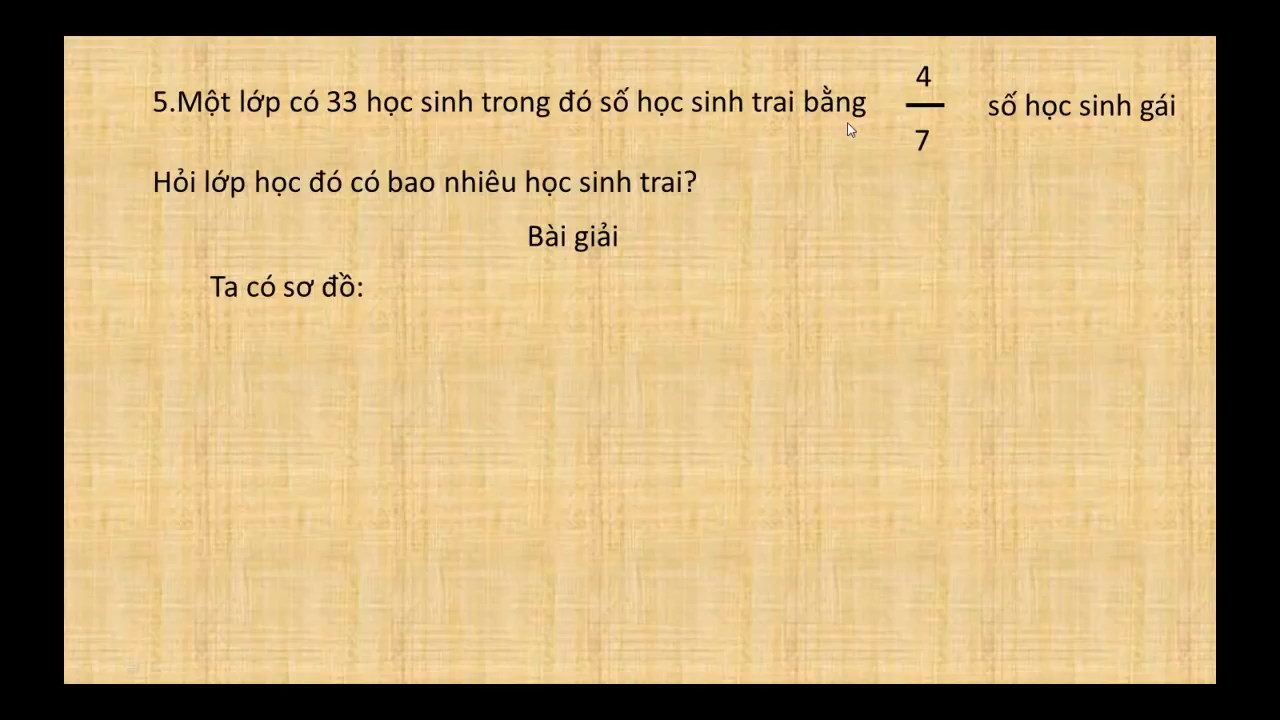 5.Một lớp có 33 học sinh trong đó số học sinh trai bằng 4/7 số học sinh gái
Hỏi lớp học đó có bao nhiêu học sinh trai?
Bài giải
Ta có sơ đồ: